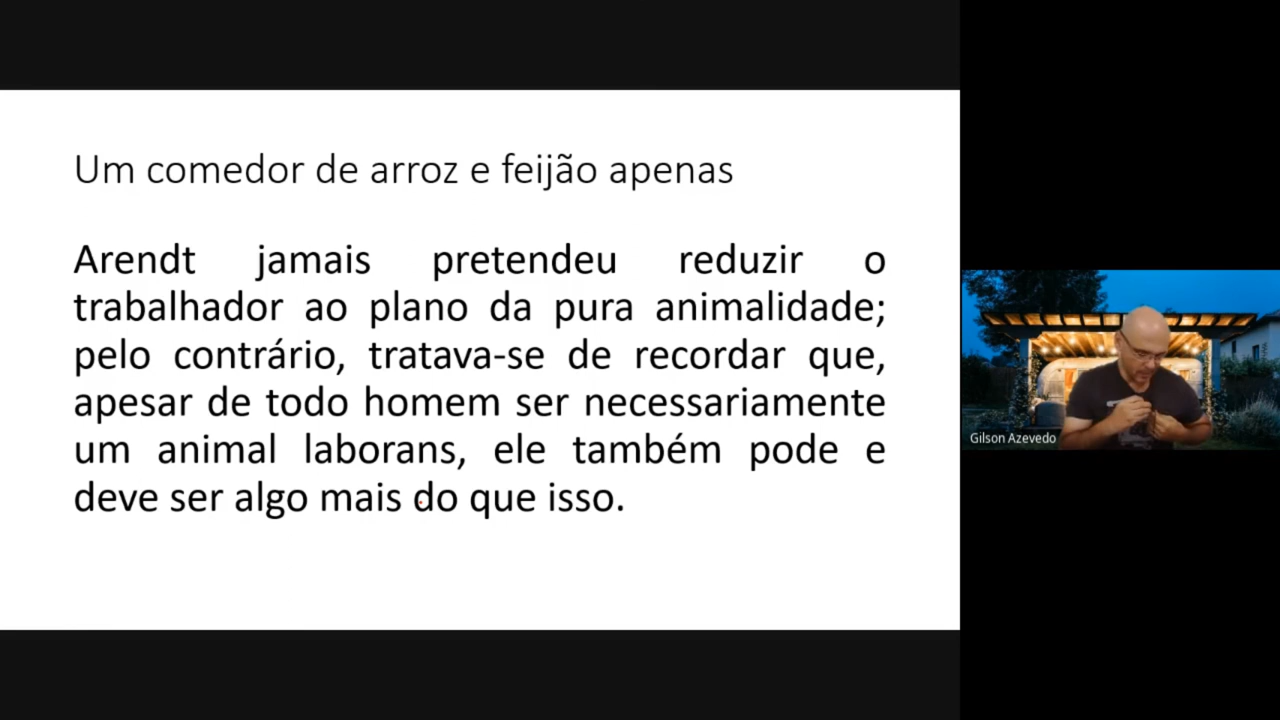 Um comedor de arroz e feijão apenas
Arendt jamais pretendeu reduzir o
trabalhador ao plano da pura animalidade;
pelo contrário, tratava-se de recordar que,
apesar de todo homem ser necessariamente
um animal laborans, ele também pode e
deve ser algo mais do que isso.
Gilson Azevedo